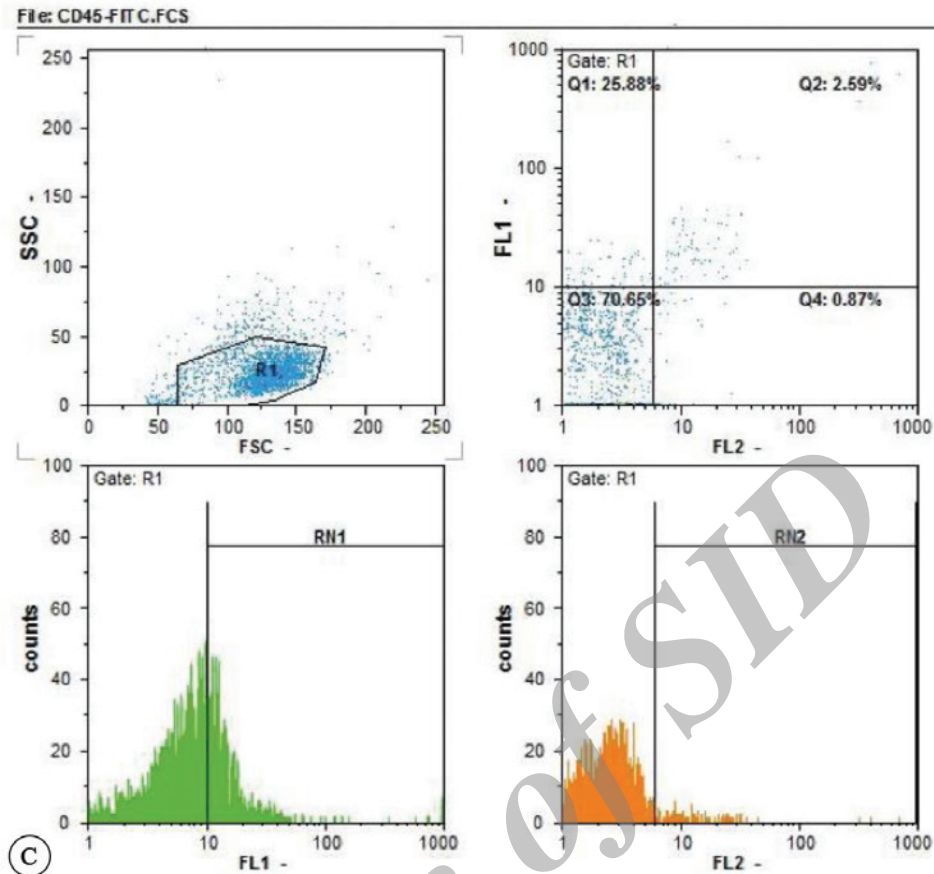 File: CD45-FITC.FCS
250
200
150
100
50
0
SSC -
R1
0 50 100 150 200 250
FSC -
Gate: R1
Q1: 25.88% Q2: 2.59%
Q3: 70.65% Q4: 0.87%
1000
100
10
1
FL1 -
1 10 100 1000
FL2 -
Gate: R1
RN1
100
80
60
40
20
0
counts
1 10 100 1000
FL1 -
Gate: R1
RN2
100
80
60
40
20
0
counts
1 10 100 1000
FL2 -
C
of SID